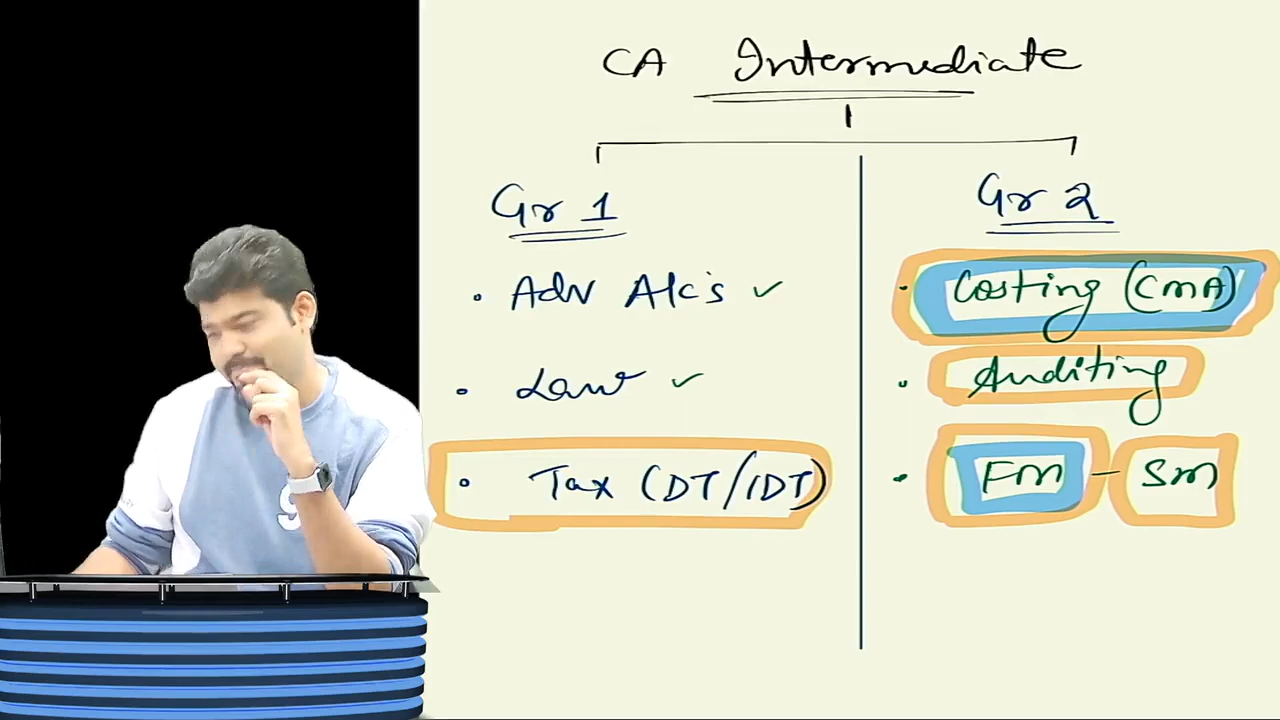 CA Intermediate
Gr 1
• Adv A/c's ✓
• Law ✓
• Tax (DT/IDT)
Gr 2
• Costing (CMA)
• Auditing
• FM - SM